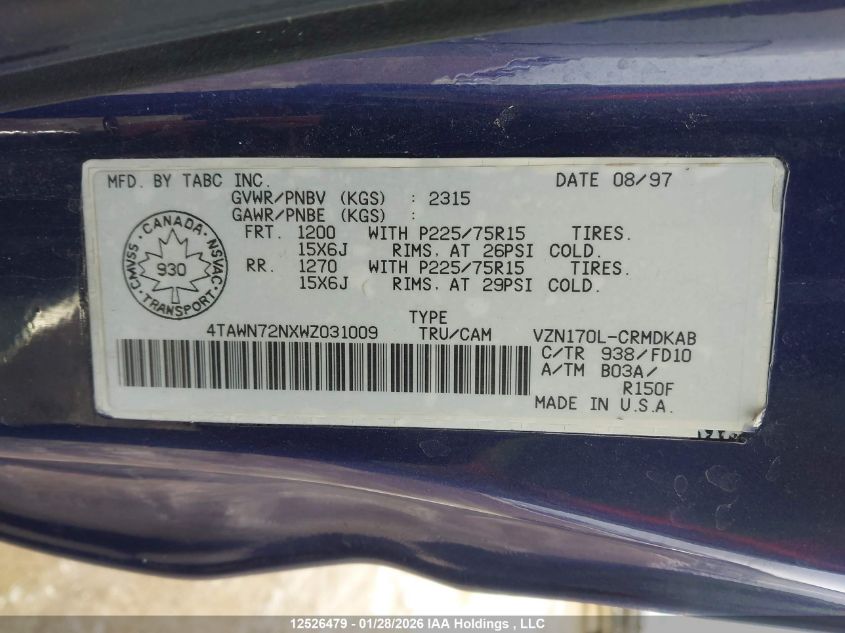 MFD. BY TABC INC. DATE 08/97
GVWR/PNBV (KGS) : 2315
GAWR/PNBE (KGS) :
FRT. 1200 WITH P225/75R15 TIRES.
15X6J RIMS. AT 26PSI COLD.
RR. 1270 WITH P225/75R15 TIRES.
15X6J RIMS. AT 29PSI COLD.
CANADA
CMVSS 930 NSVAC
TRANSPORT
TYPE
4TAWN72NXWZ031009 TRU/CAM VZN170L-CRMDKAB
C/TR 938/FD10
A/TM B03A/
R150F
MADE IN U.S.A.
12526479 - 01/28/2026 IAA Holdings , LLC